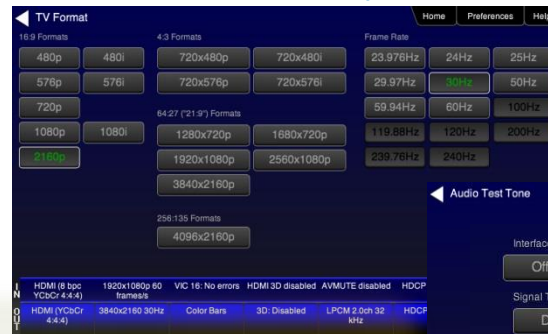 TV Format
Home Preferences Help
16:9 Formats 4:3 Formats Frame Rate
480p 480i 720x480p 720x480i 23.976Hz 24Hz 25Hz
576p 576i 720x576p 720x576i 29.97Hz 30Hz 50Hz
720p 64:27 ("21:9") Formats 59.94Hz 60Hz 100Hz
1080p 1080i 1280x720p 1680x720p 119.88Hz 120Hz 200Hz
2160p 1920x1080p 2560x1080p 239.76Hz 240Hz
3840x2160p
256:135 Formats
4096x2160p
Audio Test Tone
Interface
Off
Signal T
D
IN HDMI (8 bpc YCbCr 4:4:4) 1920x1080p 60 frames/s VIC 16: No errors HDMI 3D disabled AVMUTE disabled HDCP
OUT HDMI (YCbCr 4:4:4) 3840x2160 30Hz Color Bars 3D: Disabled LPCM 2.0ch 32 kHz HDCP